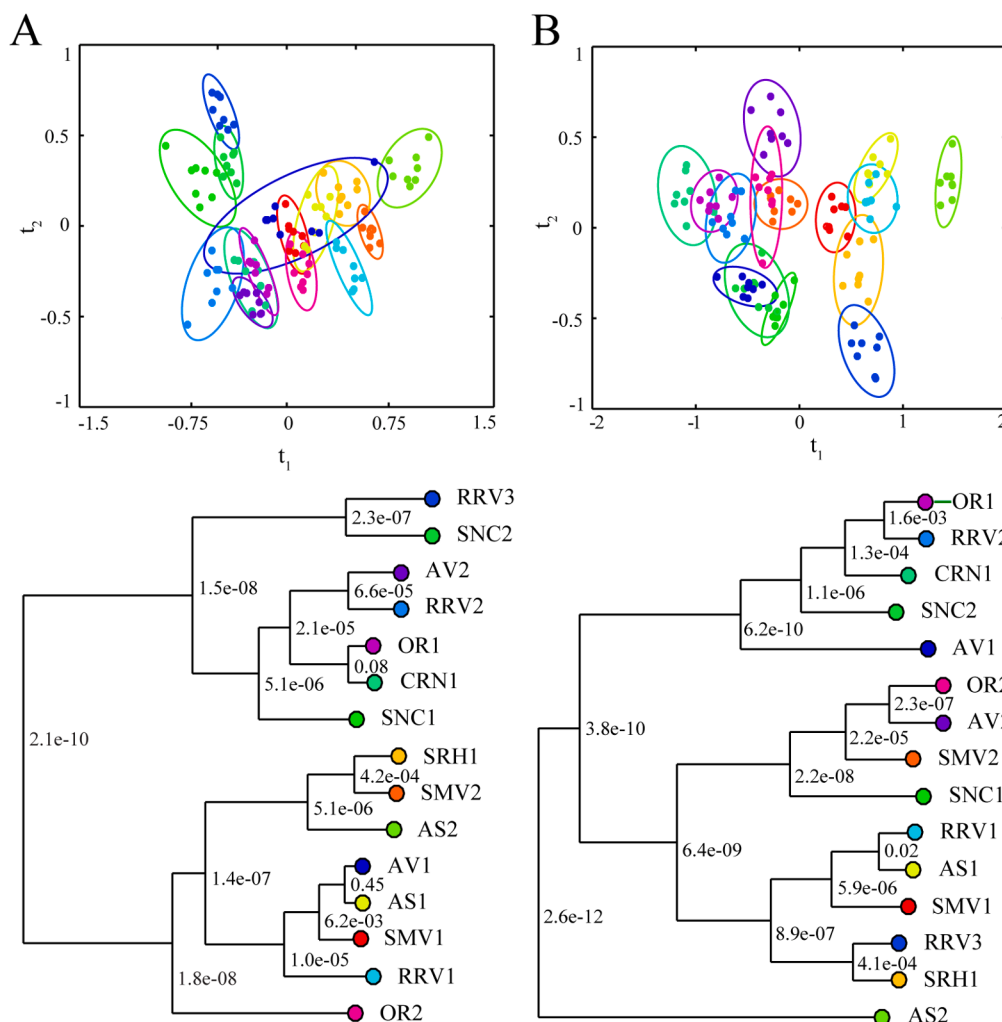 A
1
0.5
t2
0
-0.5
-1
-1.5
-0.75
0
0.75
1.5
t1
B
1
0.5
t2
0
-0.5
-1
-2
-1
0
1
2
t1
RRV3
2.3e-07
SNC2
1.5e-08
AV2
6.6e-05
RRV2
2.1e-05
OR1
0.08
CRN1
5.1e-06
SNC1
2.1e-10
SRH1
4.2e-04
SMV2
5.1e-06
AS2
1.4e-07
AV1
0.45
AS1
6.2e-03
SMV1
1.0e-05
RRV1
1.8e-08
OR2
OR1
1.6e-03
RRV2
1.3e-04
CRN1
1.1e-06
SNC2
6.2e-10
AV1
3.8e-10
OR2
2.3e-07
2.2e-05
SMV2
2.2e-08
SNC1
6.4e-09
RRV1
0.02
AS1
5.9e-06
SMV1
8.9e-07
RRV3
4.1e-04
SRH1
2.6e-12
AS2